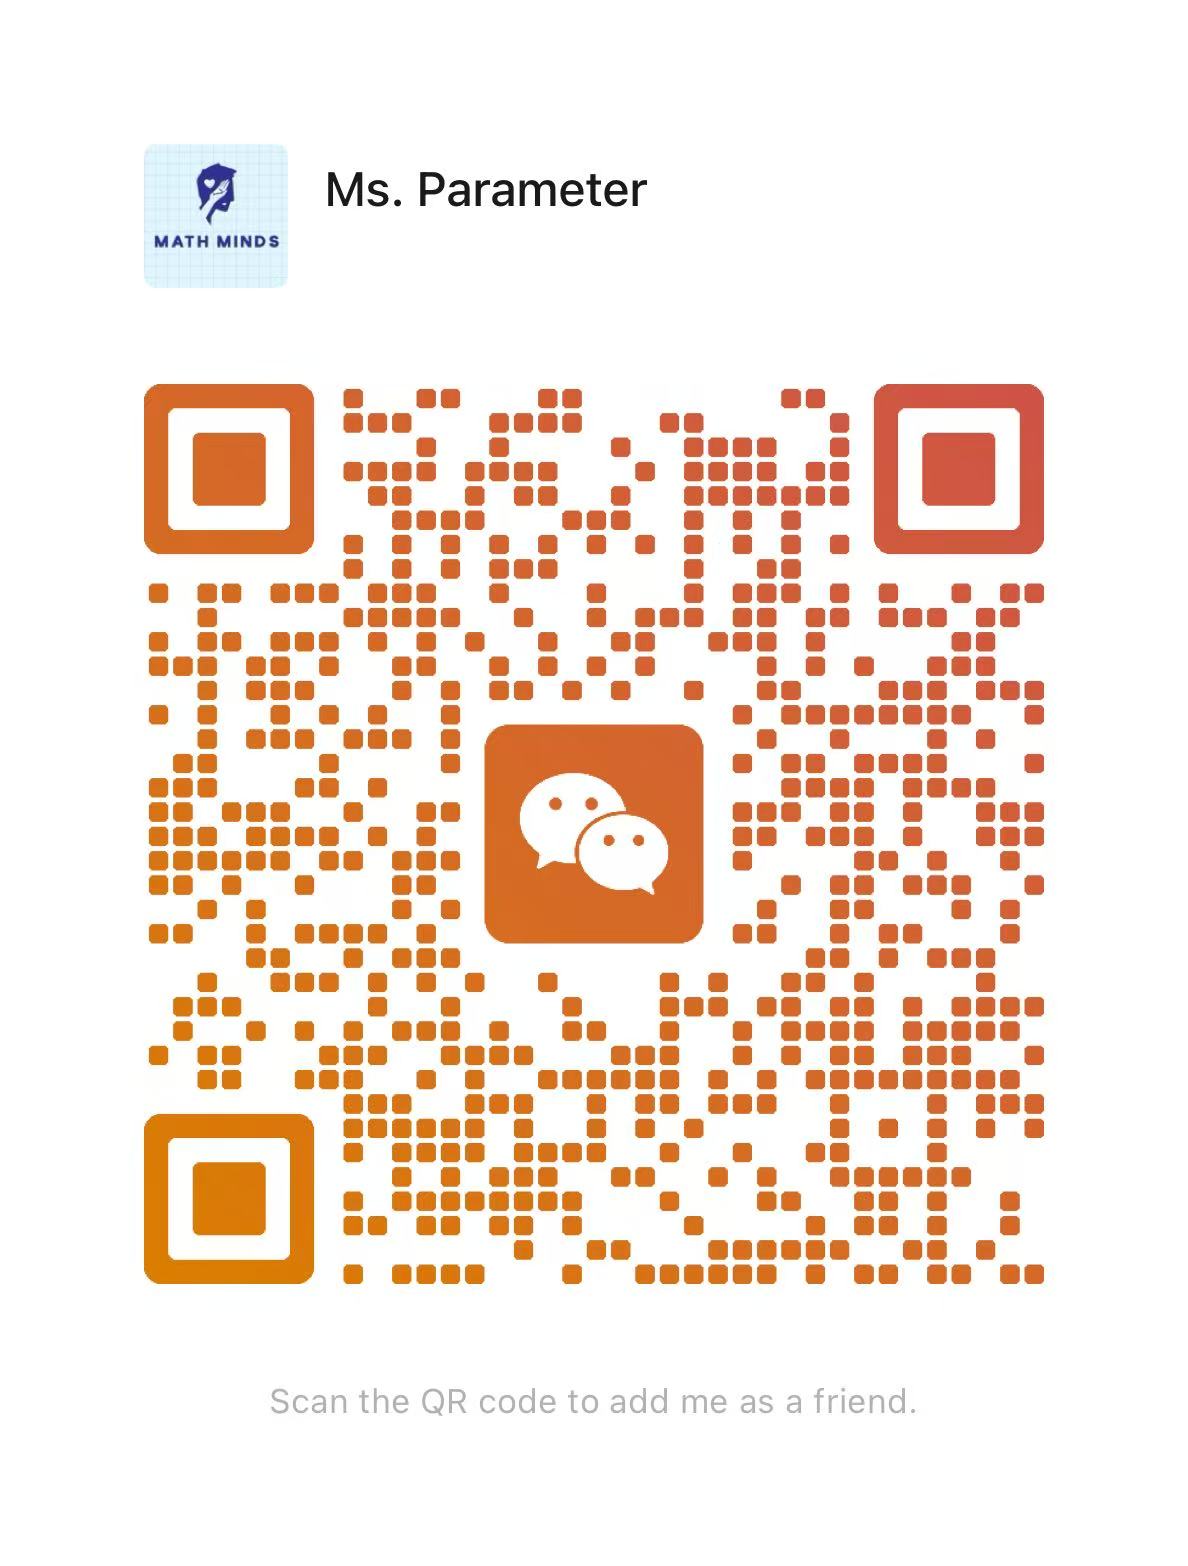 MATH MINDS
Ms. Parameter
Scan the QR code to add me as a friend.